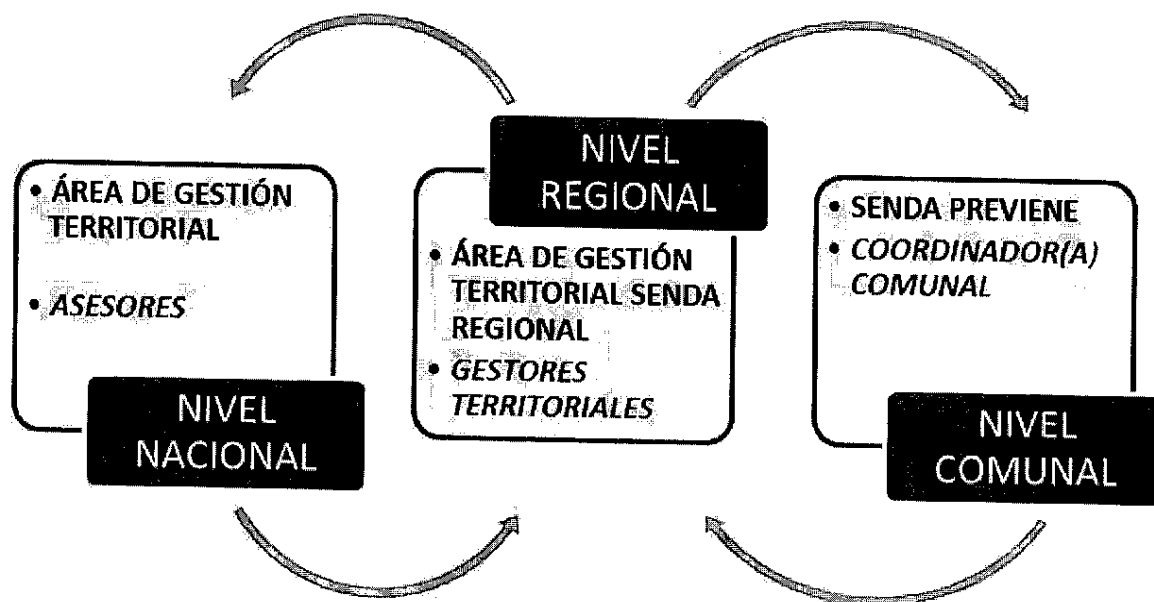 • ÁREA DE GESTIÓN
TERRITORIAL
• ASESORES
NIVEL
NACIONAL
NIVEL
REGIONAL
• ÁREA DE GESTIÓN
TERRITORIAL SENDA
REGIONAL
• GESTORES
TERRITORIALES
• SENDA PREVIENE
• COORDINADOR(A)
COMUNAL
NIVEL
COMUNAL